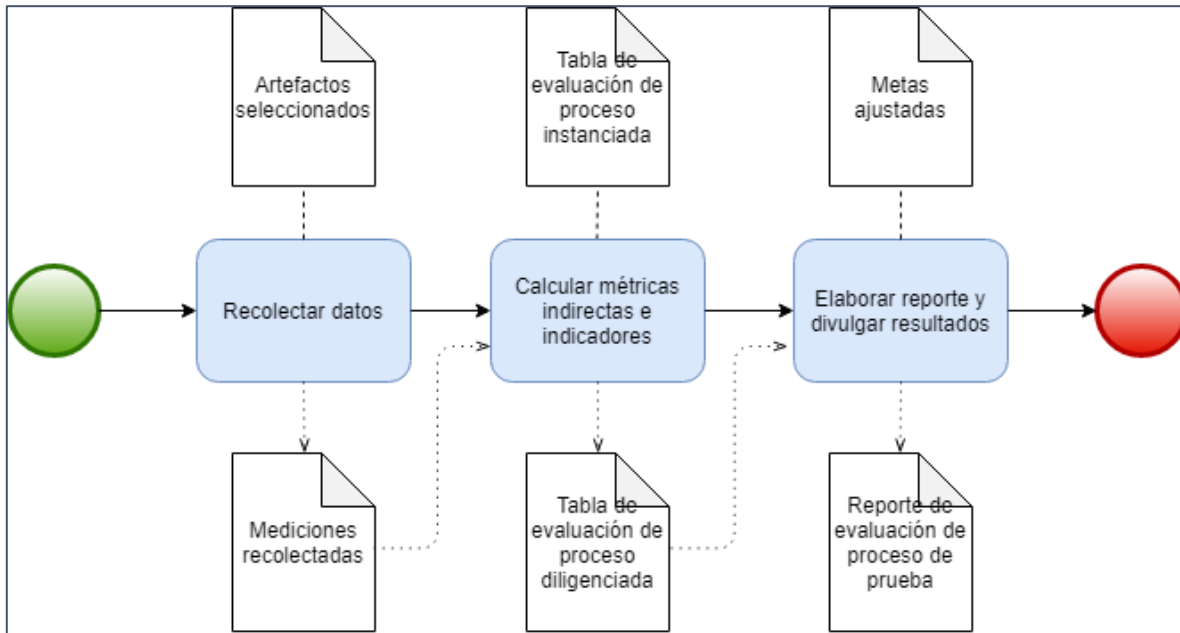 Artefactos
seleccionados
Tabla de
evaluación de
proceso
instanciada
Metas
ajustadas
Recolectar datos
Calcular métricas
indirectas e
indicadores
Elaborar reporte y
divulgar resultados
Mediciones
recolectadas
Tabla de
evaluación de
proceso
diligenciada
Reporte de
evaluación de
proceso de
prueba